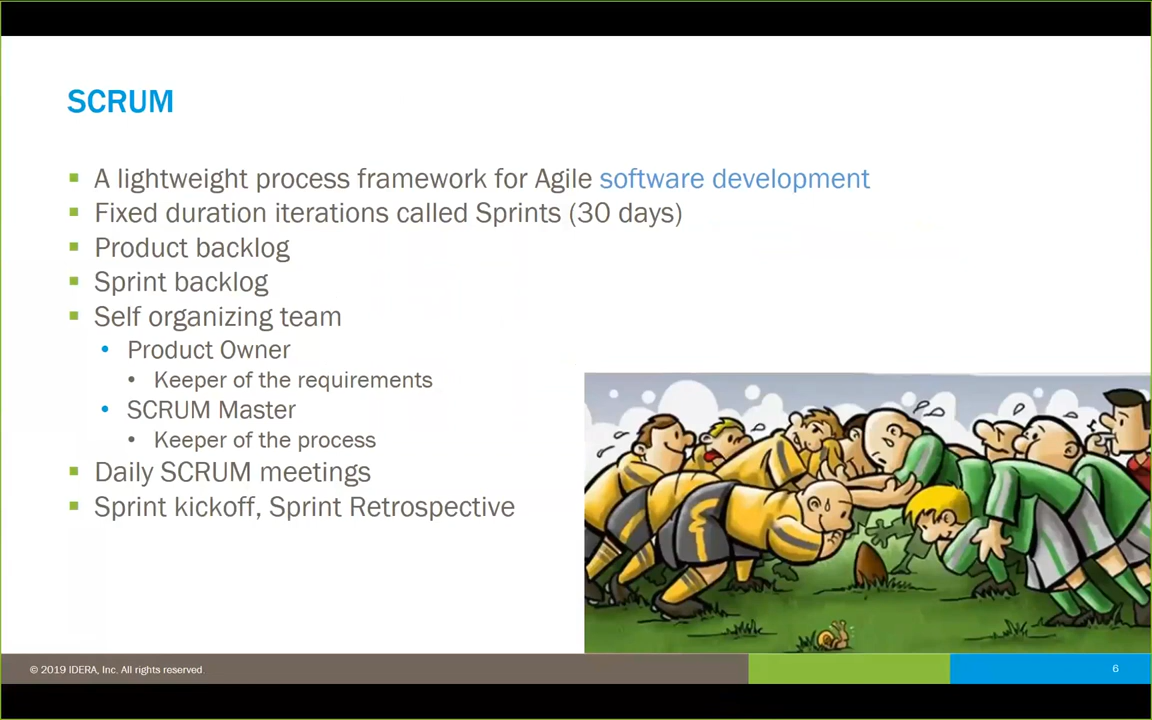 SCRUM
A lightweight process framework for Agile software development
Fixed duration iterations called Sprints (30 days)
Product backlog
Sprint backlog
Self organizing team
Product Owner
Keeper of the requirements
SCRUM Master
Keeper of the process
Daily SCRUM meetings
Sprint kickoff, Sprint Retrospective
© 2019 IDERA, Inc. All rights reserved.
6